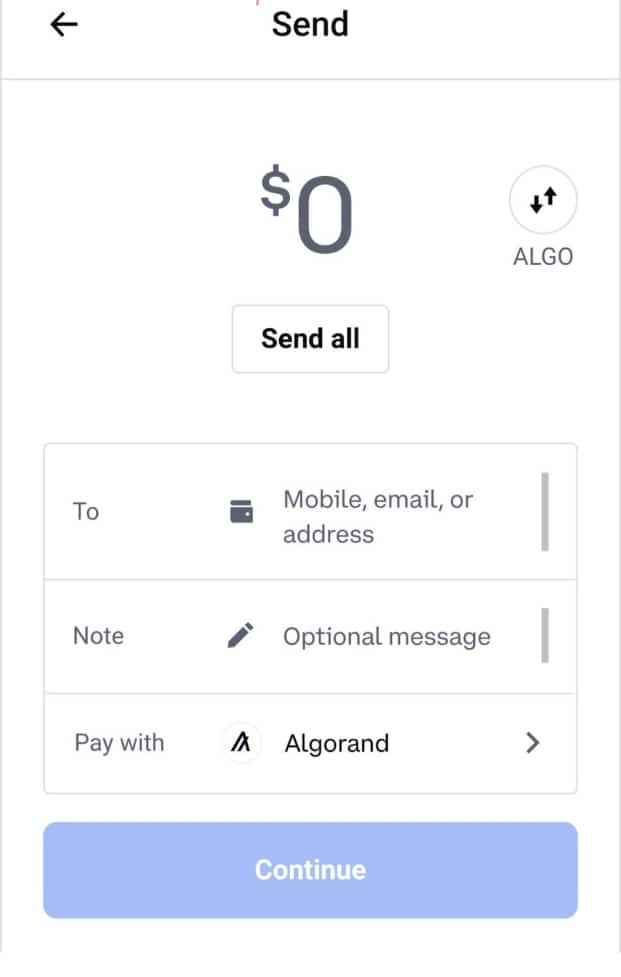 Send
$0
ALGO
Send all
To
Mobile, email, or
address
Note
Optional message
Pay with
Algorand
Continue